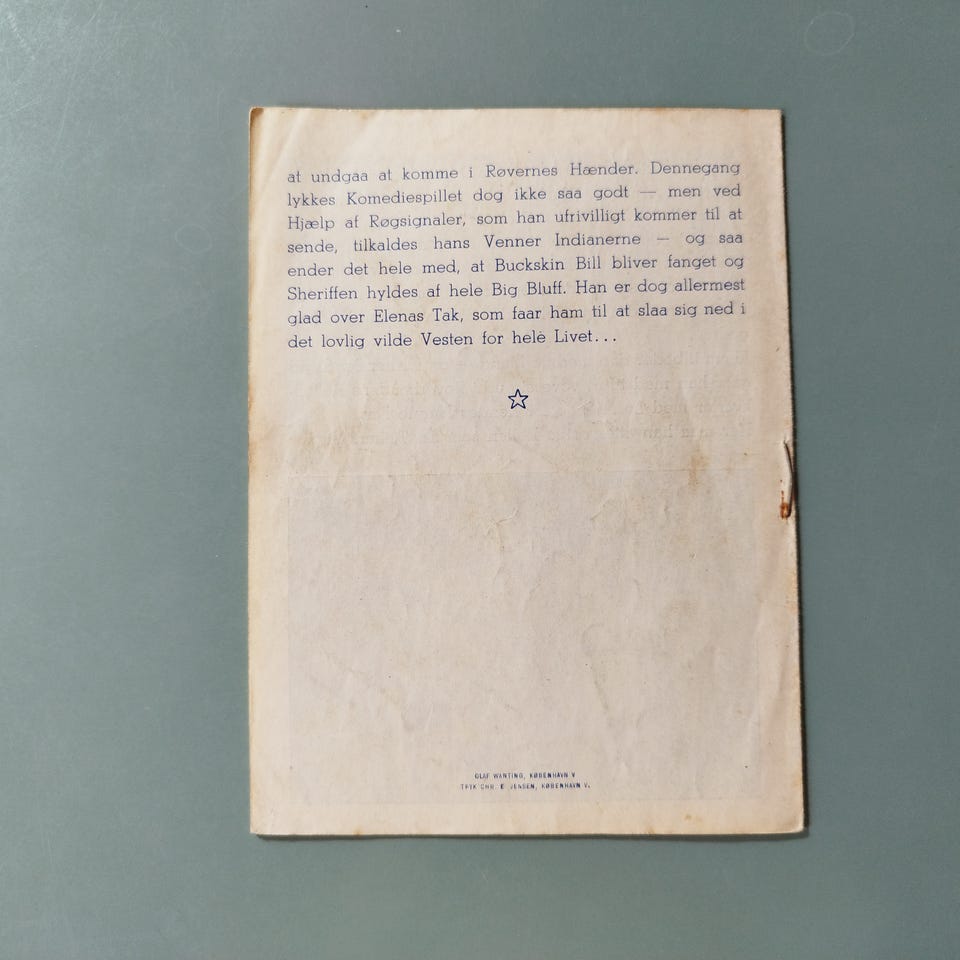 at undgaa at komme i Røvernes Hænder. Dennegang
lykkes Komediespillet dog ikke saa godt — men ved
Hjælp af Røgsignaler, som han ufrivilligt kommer til at
sende, tilkaldes hans Venner Indianerne — og saa
ender det hele med, at Buckskin Bill bliver fanget og
Sheriffen hyldes af hele Big Bluff. Han er dog allermest
glad over Elenas Tak, som faar ham til at slaa sig ned i
det lovlig vilde Vesten for hele Livet...
OLAF WANTING, KØBENHAVN V
TRYK CHR. E. JENSEN, KØBENHAVN V.